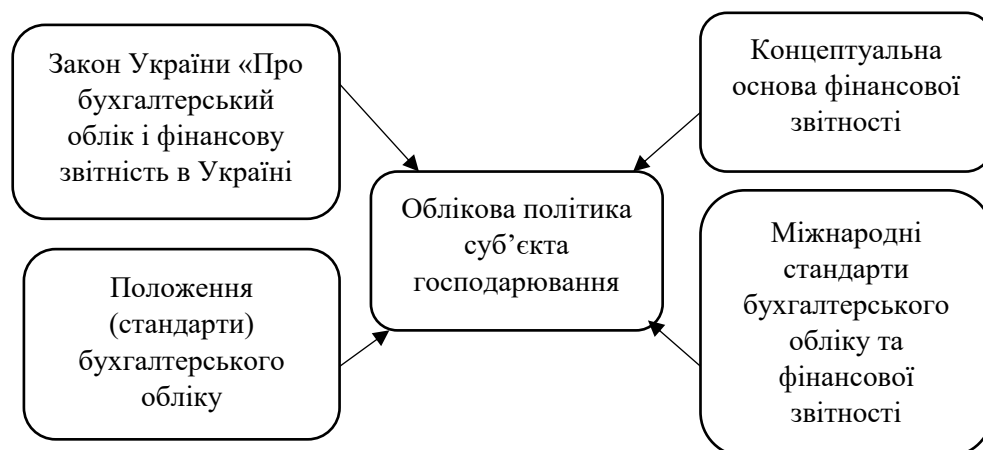 Закон України «Про
бухгалтерський
облік і фінансову
звітність в Україні
Концептуальна
основа фінансової
звітності
Облікова політика
суб’єкта
господарювання
Положення
(стандарти)
бухгалтерського
обліку
Міжнародні
стандарти
бухгалтерського
обліку та
фінансової
звітності